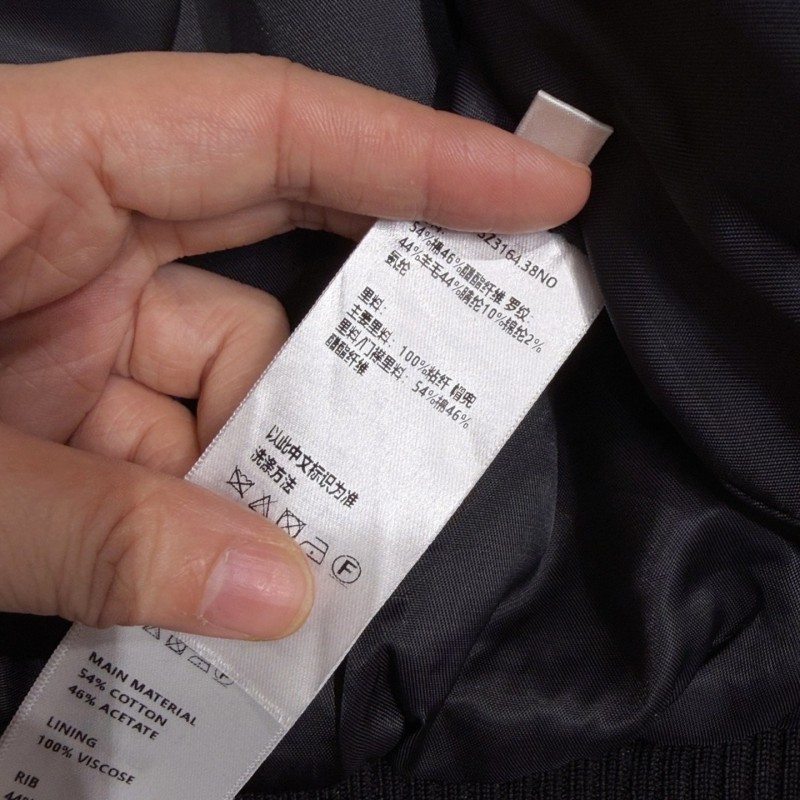 S23164.38NO
54%棉46%醋酯纤维 罗纹:
44%羊毛44%腈纶10%锦纶2%
氨纶
里料:
主要里料: 100%粘纤 帽兜
里料/门襟里料: 54%棉46%
醋酯纤维
以此中文标识为准
洗涤方法
F
MAIN MATERIAL
54% COTTON
46% ACETATE
LINING
100% VISCOSE
RIB
44%